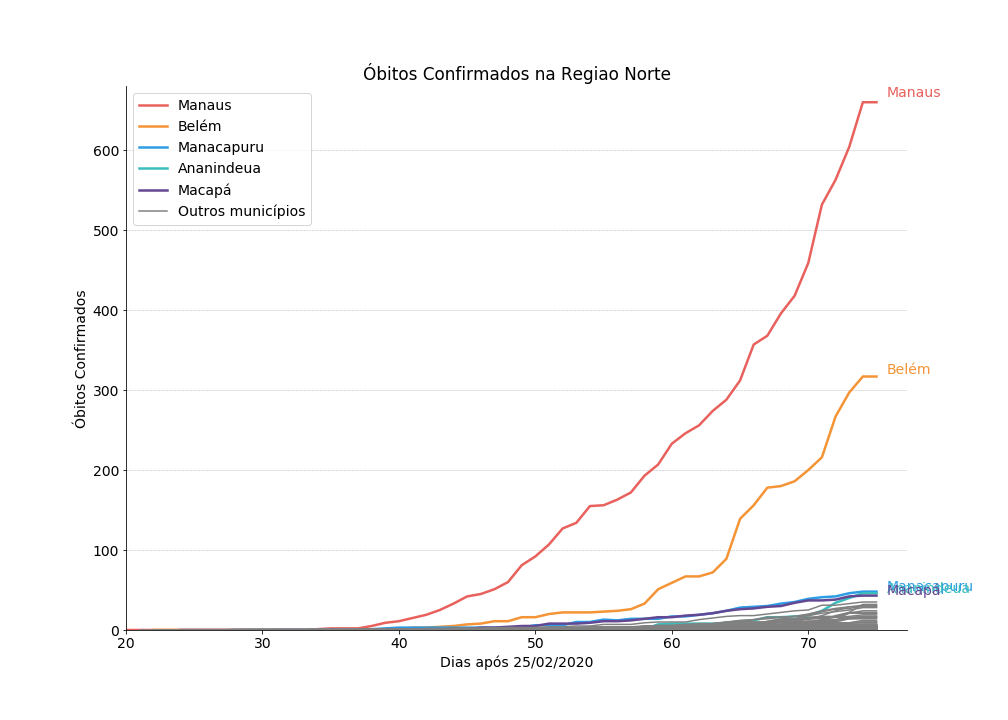 Óbitos Confirmados na Regiao Norte
Manaus
Belém
Manacapuru
Ananindeua
Macapá
Outros municípios
Manaus
Belém
Manacapuru
Ananindeua
Macapá
Óbitos Confirmados
600
500
400
300
200
100
0
20
30
40
50
60
70
Dias após 25/02/2020